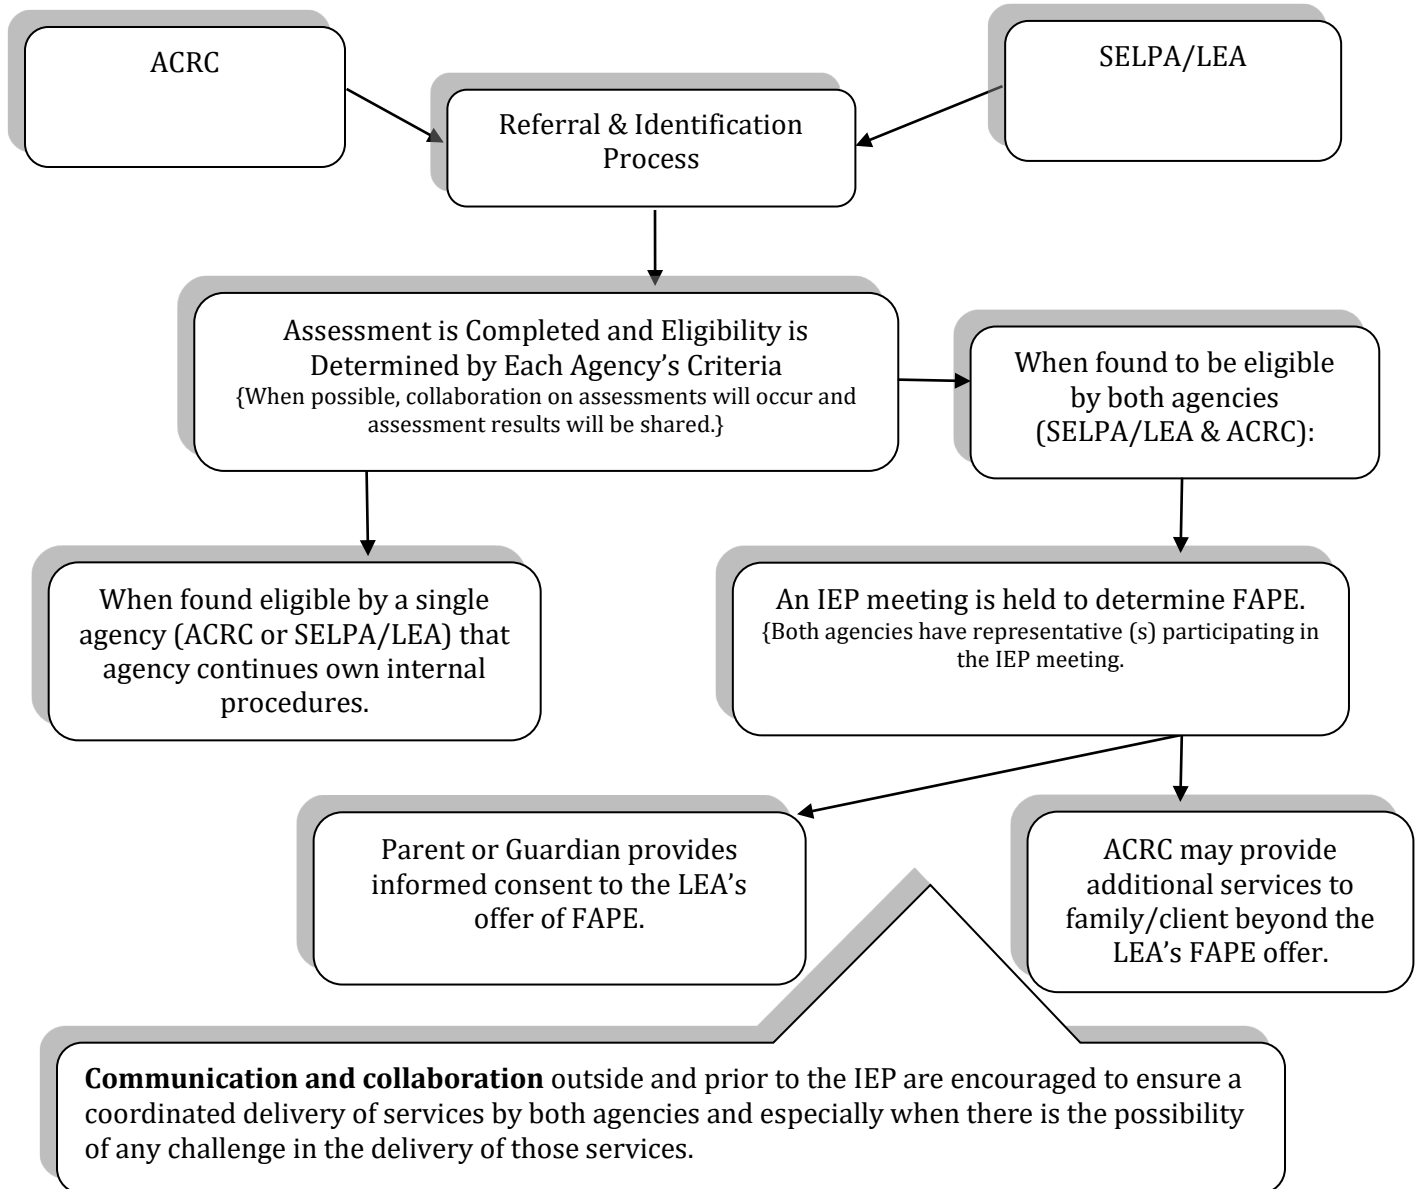 ACRC
SELPA/LEA
Referral & Identification
Process
Assessment is Completed and Eligibility is
Determined by Each Agency’s Criteria
{When possible, collaboration on assessments will occur and
assessment results will be shared.}
When found to be eligible
by both agencies
(SELPA/LEA & ACRC):
When found eligible by a single
agency (ACRC or SELPA/LEA) that
agency continues own internal
procedures.
An IEP meeting is held to determine FAPE.
{Both agencies have representative (s) participating in
the IEP meeting.
Parent or Guardian provides
informed consent to the LEA’s
offer of FAPE.
ACRC may provide
additional services to
family/client beyond the
LEA’s FAPE offer.
Communication and collaboration outside and prior to the IEP are encouraged to ensure a
coordinated delivery of services by both agencies and especially when there is the possibility
of any challenge in the delivery of those services.